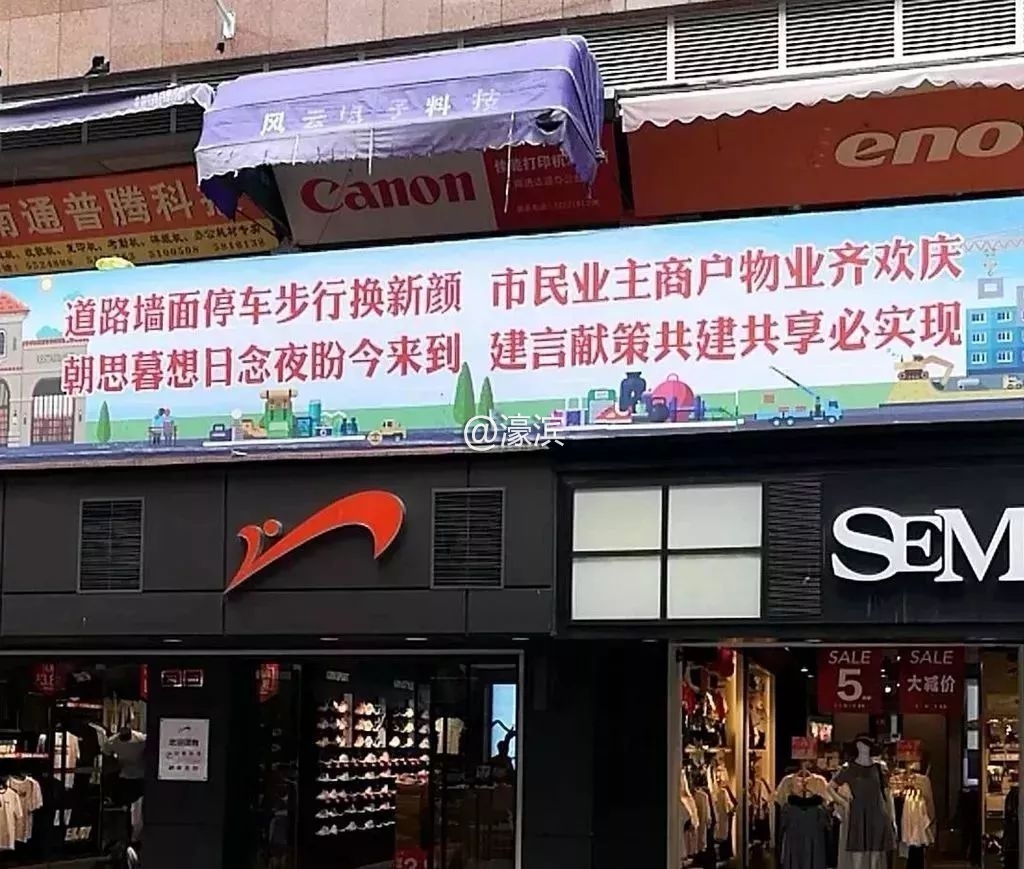 风云电子科技
Canon
eno
南通普腾科技
5524888 5100508 5840138
道路墙面停车步行换新颜 市民业主商户物业齐欢庆
朝思暮想日念夜盼今来到 建言献策共建共享必实现
@濠滨
SEM
SALE
5
SALE
大减价